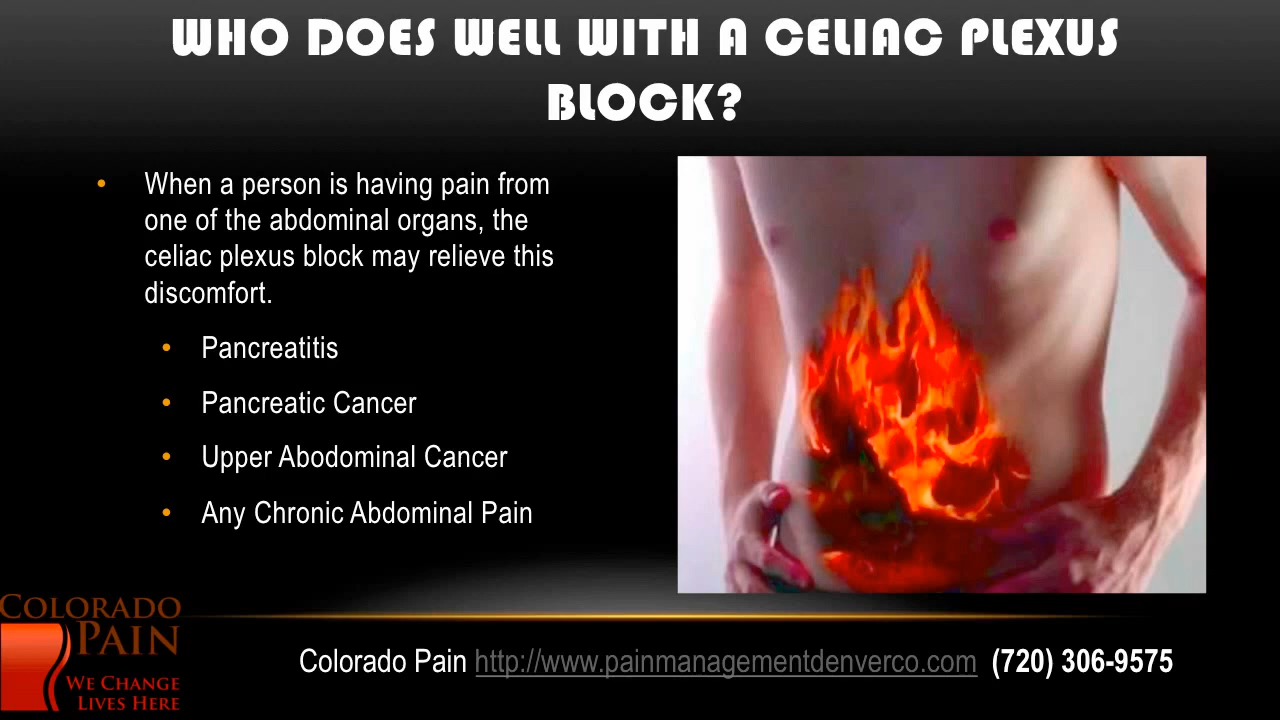 WHO DOES WELL WITH A CELIAC PLEXUS
BLOCK?
• When a person is having pain from
one of the abdominal organs, the
celiac plexus block may relieve this
discomfort.
• Pancreatitis
• Pancreatic Cancer
• Upper Abodominal Cancer
• Any Chronic Abdominal Pain
COLORADO
PAIN
WE CHANGE
LIVES HERE
Colorado Pain http://www.painmanagementdenverco.com (720) 306-9575